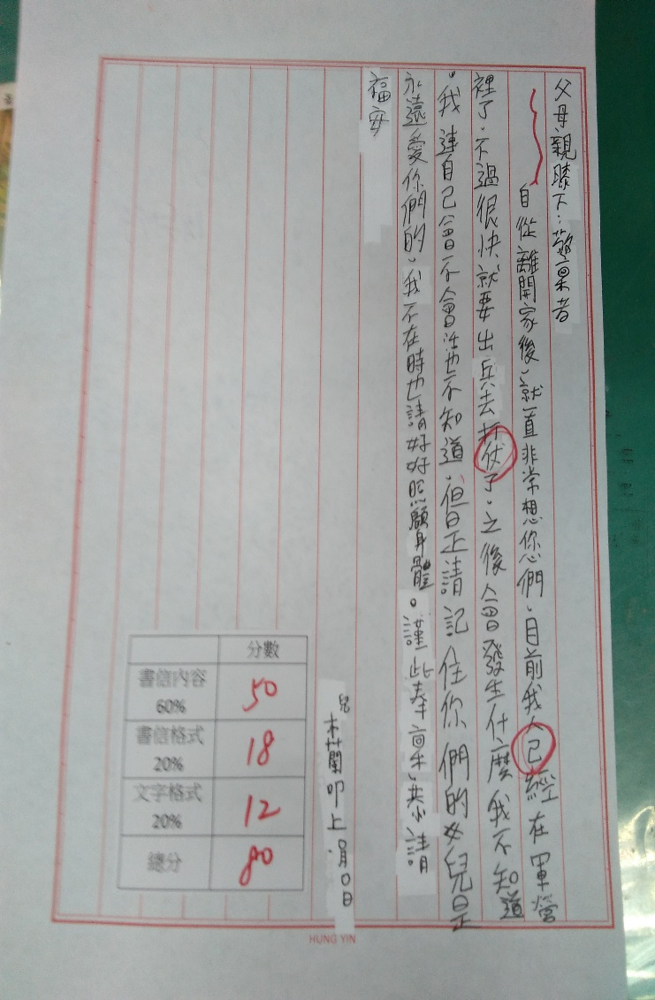 父母親膝下:敬稟者
自從離開家後、就一直非常想您們。目前我人己經在軍營
裡了。不過很快就要出兵去打伏了。之後會發生什麼我不知道
。我連自己會不會活也不知道。但是請記住你們的女兒是
永遠愛你們的。我不在時也請好好照顧身體。謹此奉稟、恭請
福安
兒
木蘭叩上 月0日
分數
書信內容
60%
50
書信格式
20%
18
文字格式
20%
12
總分
80
HUNG YIN